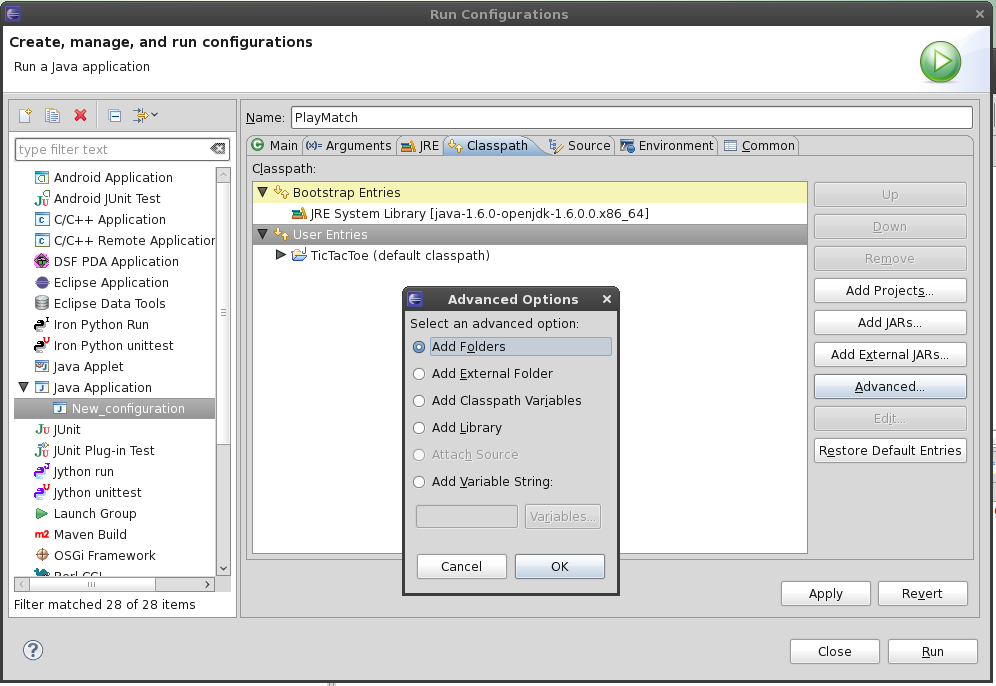 Run Configurations
Create, manage, and run configurations
Run a Java application
type filter text
Android Application
Android JUnit Test
C/C++ Application
C/C++ Remote Application
DSF PDA Application
Eclipse Application
Eclipse Data Tools
Iron Python Run
Iron Python unittest
Java Applet
Java Application
New_configuration
JUnit
JUnit Plug-in Test
Jython run
Jython unittest
Launch Group
Maven Build
OSGi Framework
Perl CGI
Filter matched 28 of 28 items
Name: PlayMatch
Main (x)= Arguments JRE Classpath Source Environment Common
Classpath:
Bootstrap Entries
JRE System Library [java-1.6.0-openjdk-1.6.0.0.x86_64]
User Entries
TicTacToe (default classpath)
Up
Down
Remove
Add Projects...
Add JARs...
Add External JARs...
Advanced...
Edit...
Restore Default Entries
Advanced Options
Select an advanced option:
Add Folders
Add External Folder
Add Classpath Variables
Add Library
Attach Source
Add Variable String:
Variables...
Cancel OK
Apply Revert
Close Run